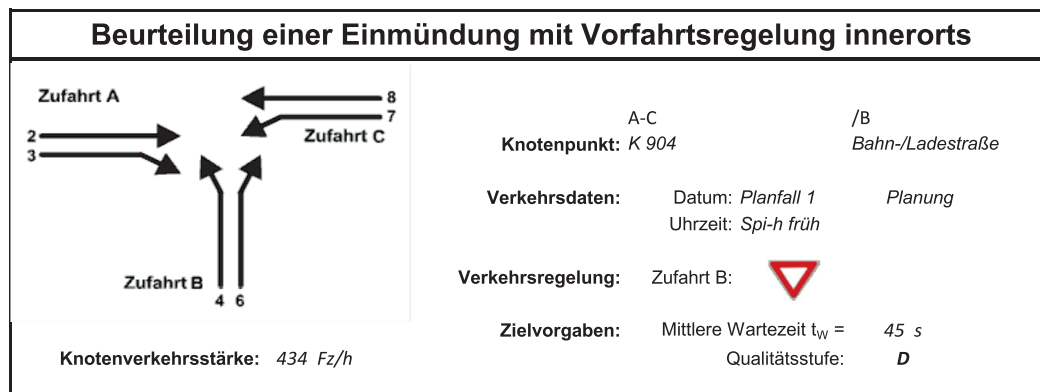 Beurteilung einer Einmündung mit Vorfahrtsregelung innerorts
Zufahrt A
8
7
Zufahrt C
2
3
Zufahrt B
4 6
Knotenverkehrsstärke: 434 Fz/h
A-C /B
Knotenpunkt: K 904 Bahn-/Ladestraße
Verkehrsdaten: Datum: Planfall 1 Planung
Uhrzeit: Spi-h früh
Verkehrsregelung: Zufahrt B:
Zielvorgaben: Mittlere Wartezeit tW = 45 s
Qualitätsstufe: D